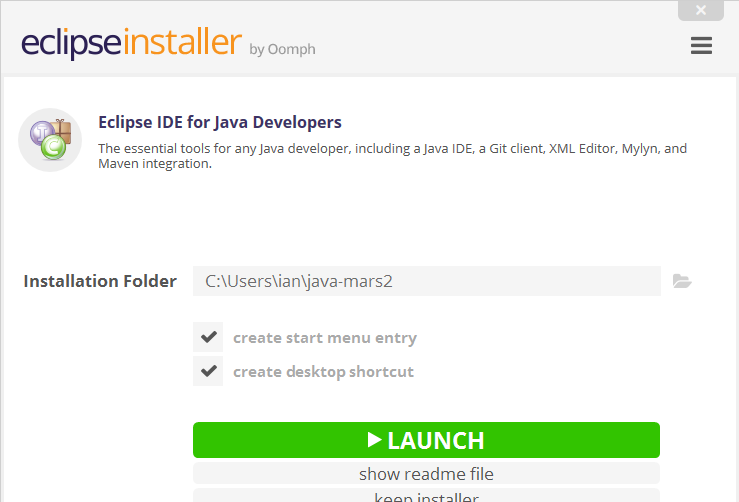 eclipseinstaller by Oomph
Eclipse IDE for Java Developers
The essential tools for any Java developer, including a Java IDE, a Git client, XML Editor, Mylyn, and
Maven integration.
Installation Folder C:\Users\ian\java-mars2
create start menu entry
create desktop shortcut
LAUNCH
show readme file
keep installer